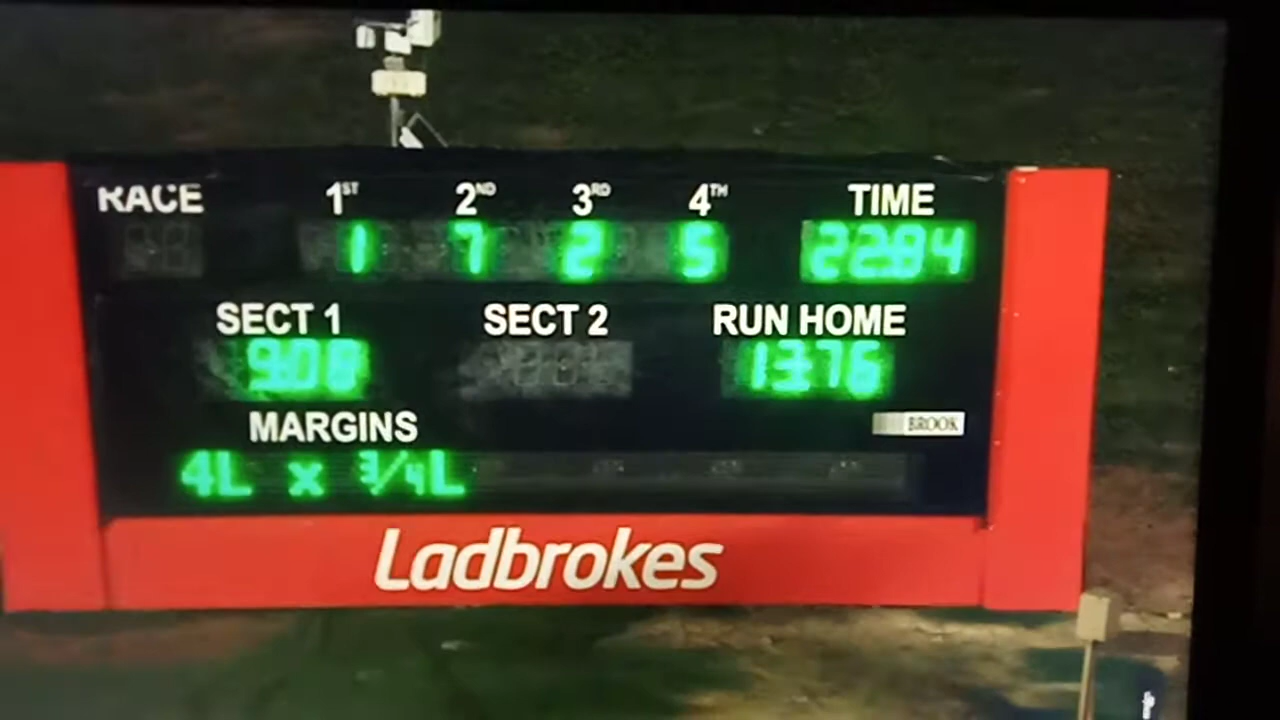 RACE 1ST 2ND 3RD 4TH TIME
1 7 2 5 22.84
SECT 1 SECT 2 RUN HOME
9.08 13.76
MARGINS
BROOK
4L x 3/4L
Ladbrokes